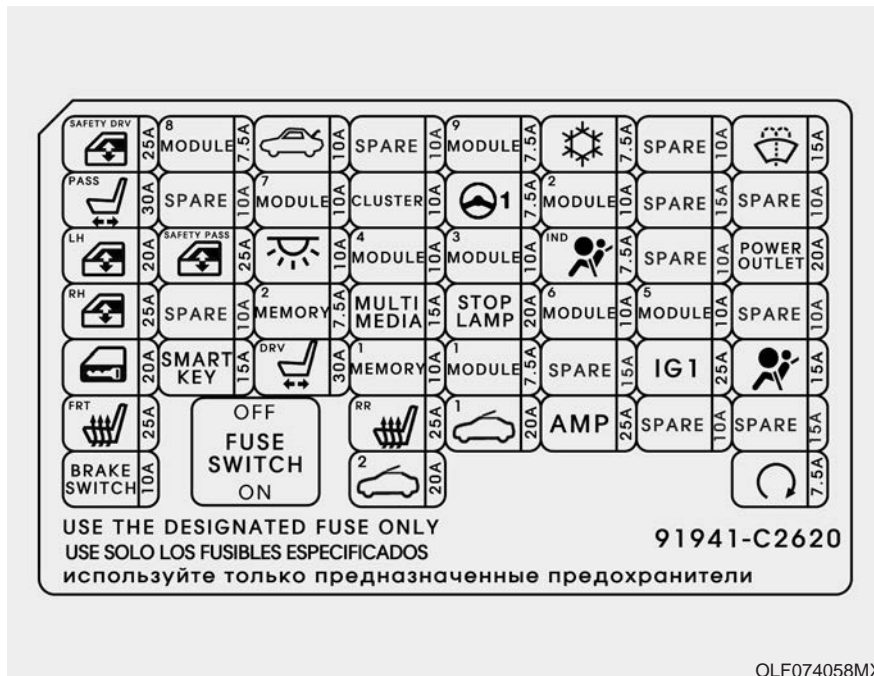 SAFETY DRV 25A 8 MODULE 7.5A 10A SPARE 10A 9 MODULE 7.5A 7.5A SPARE 10A 15A
PASS 30A SPARE 10A 7 MODULE 10A CLUSTER 10A 1 7.5A 2 MODULE 10A SPARE 15A SPARE 10A
LH 20A SAFETY PASS 25A 10A 4 MODULE 10A 3 MODULE 10A IND 7.5A SPARE 10A POWER OUTLET 20A
RH 25A SPARE 10A 2 MEMORY 7.5A MULTI MEDIA 15A STOP LAMP 20A 6 MODULE 10A 5 MODULE 10A SPARE 10A
20A SMART KEY 15A DRV 30A 1 MEMORY 10A 1 MODULE 7.5A SPARE 15A IG1 25A 15A
FRT 25A OFF FUSE SWITCH ON RR 25A 1 20A AMP 25A SPARE 10A SPARE 15A
BRAKE SWITCH 10A 2 20A 7.5A
USE THE DESIGNATED FUSE ONLY
USE SOLO LOS FUSIBLES ESPECIFICADOS
используйте только предназначенные предохранители
91941-C2620
OLF074058MX